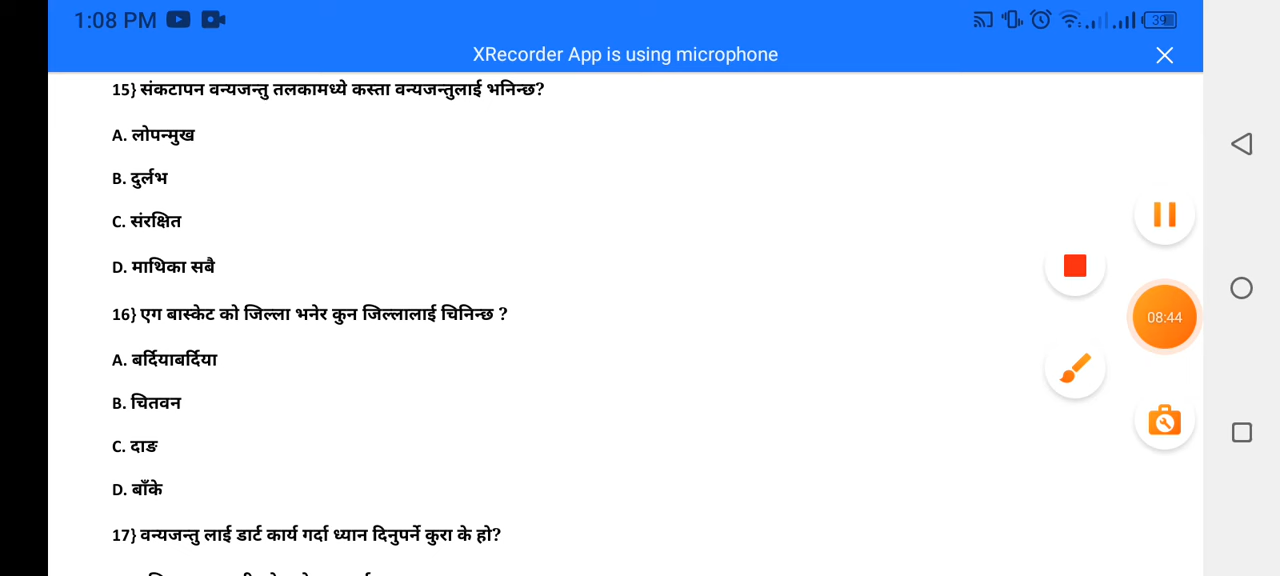 1:08 PM
39
XRecorder App is using microphone
15} संकटापन वन्यजन्तु तलकामध्ये कस्ता वन्यजन्तुलाई भनिन्छ?
A. लोपन्मुख
B. दुर्लभ
C. संरक्षित
D. माथिका सबै
16} एग बास्केट को जिल्ला भनेर कुन जिल्लालाई चिनिन्छ ?
08:44
A. बर्दियाबर्दिया
B. चितवन
C. दाङ
D. बाँके
17} वन्यजन्तु लाई डार्ट कार्य गर्दा ध्यान दिनुपर्ने कुरा के हो?